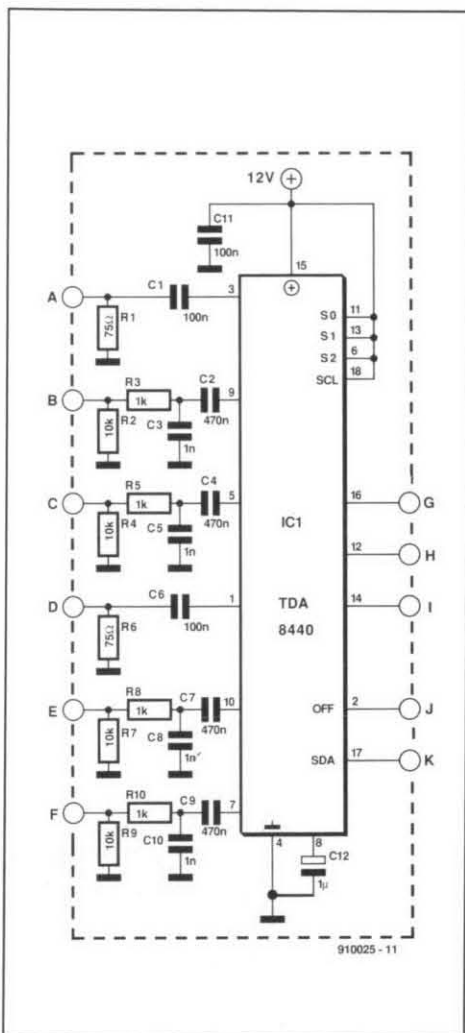 12V
C11
100n
15
A
C1
3
100n
R1
75Ω
S0
11
S1
13
S2
6
SCL
18
B
R3
1k
C2
9
470n
R2
10k
C3
1n
C
R5
1k
C4
5
470n
R4
10k
C5
1n
16
G
IC1
12
H
D
C6
1
100n
R6
75Ω
TDA
8440
14
I
E
R8
1k
C7
10
470n
R7
10k
C8
1n
OFF
2
J
SDA
17
K
F
R10
1k
C9
7
470n
R9
10k
C10
1n
4
8
C12
1µ
910025 - 11